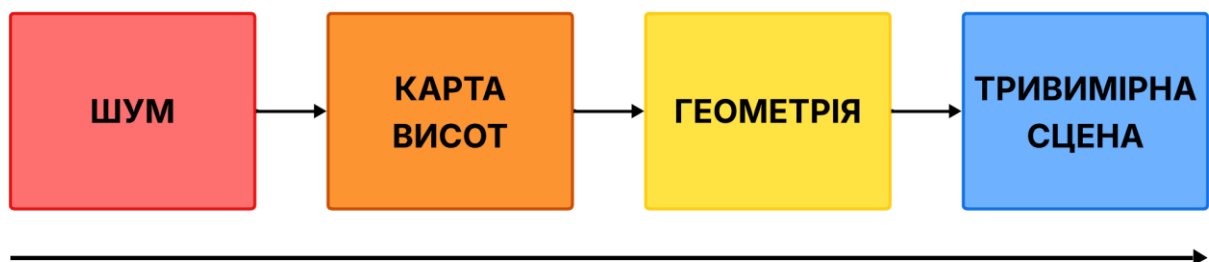 ШУМ
КАРТА
ВИСОТ
ГЕОМЕТРІЯ
ТРИВИМІРНА
СЦЕНА